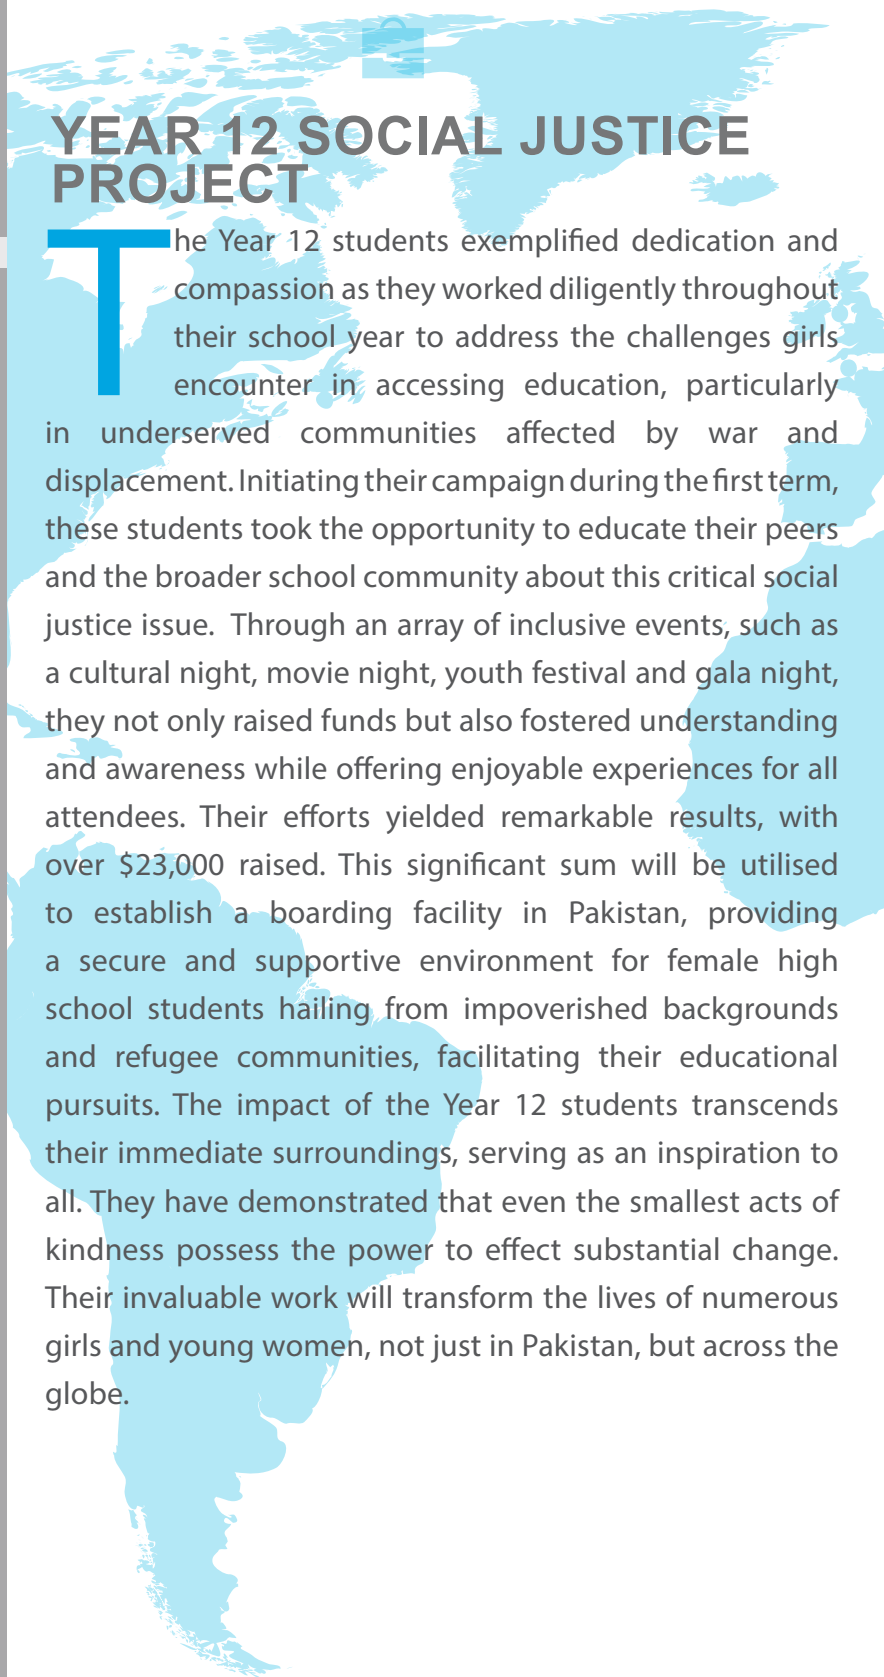 YEAR 12 SOCIAL JUSTICE
PROJECT
The Year 12 students exemplified dedication and
compassion as they worked diligently throughout
their school year to address the challenges girls
encounter in accessing education, particularly
in underserved communities affected by war and
displacement. Initiating their campaign during the first term,
these students took the opportunity to educate their peers
and the broader school community about this critical social
justice issue. Through an array of inclusive events, such as
a cultural night, movie night, youth festival and gala night,
they not only raised funds but also fostered understanding
and awareness while offering enjoyable experiences for all
attendees. Their efforts yielded remarkable results, with
over $23,000 raised. This significant sum will be utilised
to establish a boarding facility in Pakistan, providing
a secure and supportive environment for female high
school students hailing from impoverished backgrounds
and refugee communities, facilitating their educational
pursuits. The impact of the Year 12 students transcends
their immediate surroundings, serving as an inspiration to
all. They have demonstrated that even the smallest acts of
kindness possess the power to effect substantial change.
Their invaluable work will transform the lives of numerous
girls and young women, not just in Pakistan, but across the
globe.